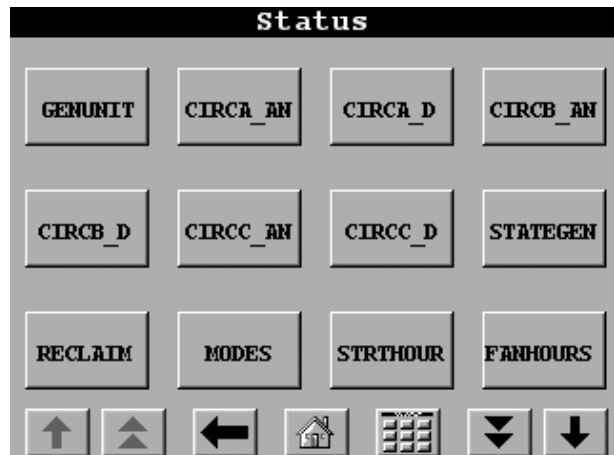 Status
GENUNIT CIRCA_AN CIRCA_D CIRCB_AN
CIRCB_D CIRCC_AN CIRCC_D STATEGEN
RECLAIM MODES STRTHOUR FANHOURS